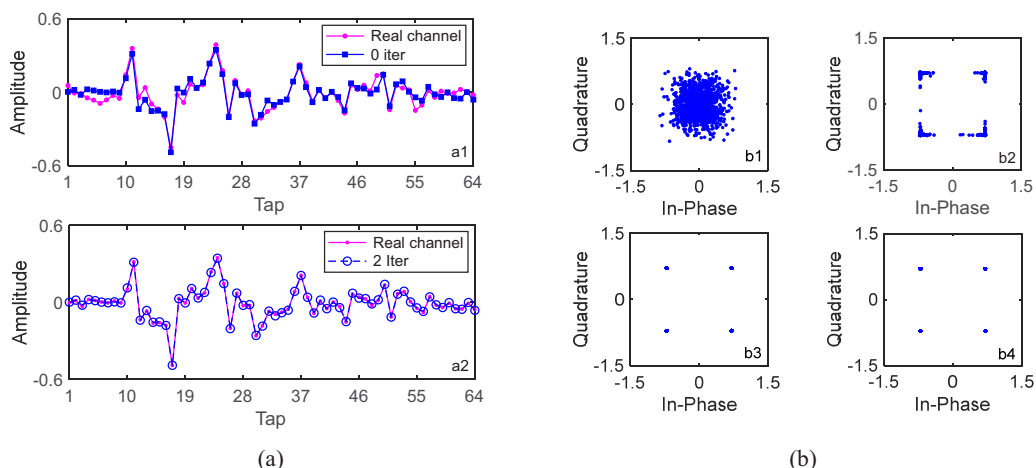 0.6
0
-0.6
Amplitude
Real channel
0 iter
a1
1 10 19 28 37 46 55 64
Tap
0.6
0
-0.6
Amplitude
Real channel
2 Iter
a2
1 10 19 28 37 46 55 64
Tap
(a)
1.5
0
-1.5
Quadrature
b1
-1.5 0 1.5
In-Phase
1.5
0
-1.5
Quadrature
b2
-1.5 0 1.5
In-Phase
1.5
0
-1.5
Quadrature
b3
-1.5 0 1.5
In-Phase
1.5
0
-1.5
Quadrature
b4
-1.5 0 1.5
In-Phase
(b)